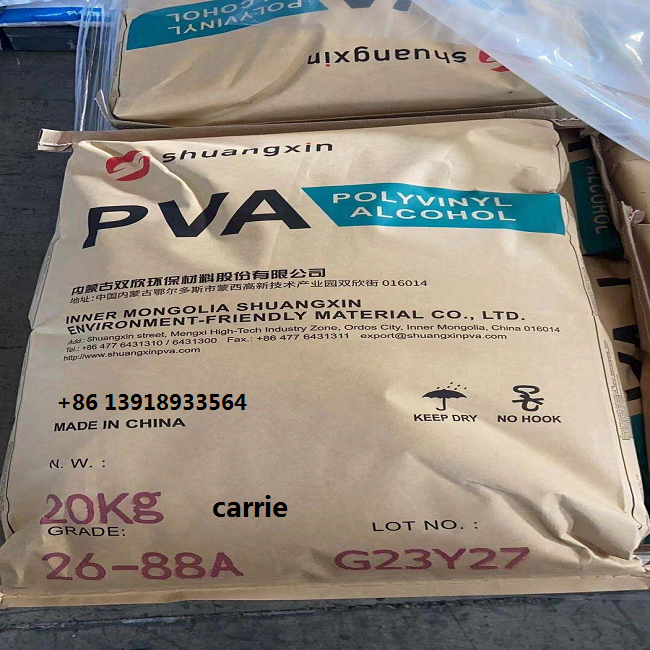 POLYVINYL
ALCOHOL
shuangxin
shuangxin
PVA
POLYVINYL
ALCOHOL
内蒙古双欣环保材料股份有限公司
地址:中国内蒙古鄂尔多斯市蒙西高新技术产业园双欣街 016014
INNER MONGOLIA SHUANGXIN
ENVIRONMENT-FRIENDLY MATERIAL CO., LTD.
Add.: Shuangxin street, Mengxi High-Tech Industry Zone, Ordos City, Inner Mongolia, China 016014
Tel.: +86 477 6431310 / 6431300 Fax.: +86 477 6431311 export@shuangxinpva.com
http://www.shuangxinpva.com
+86 13918933564
MADE IN CHINA
KEEP DRY
NO HOOK
N. W. :
20Kg
carrie
GRADE:
LOT NO. :
26-88A
G23Y27
ALCOHOL